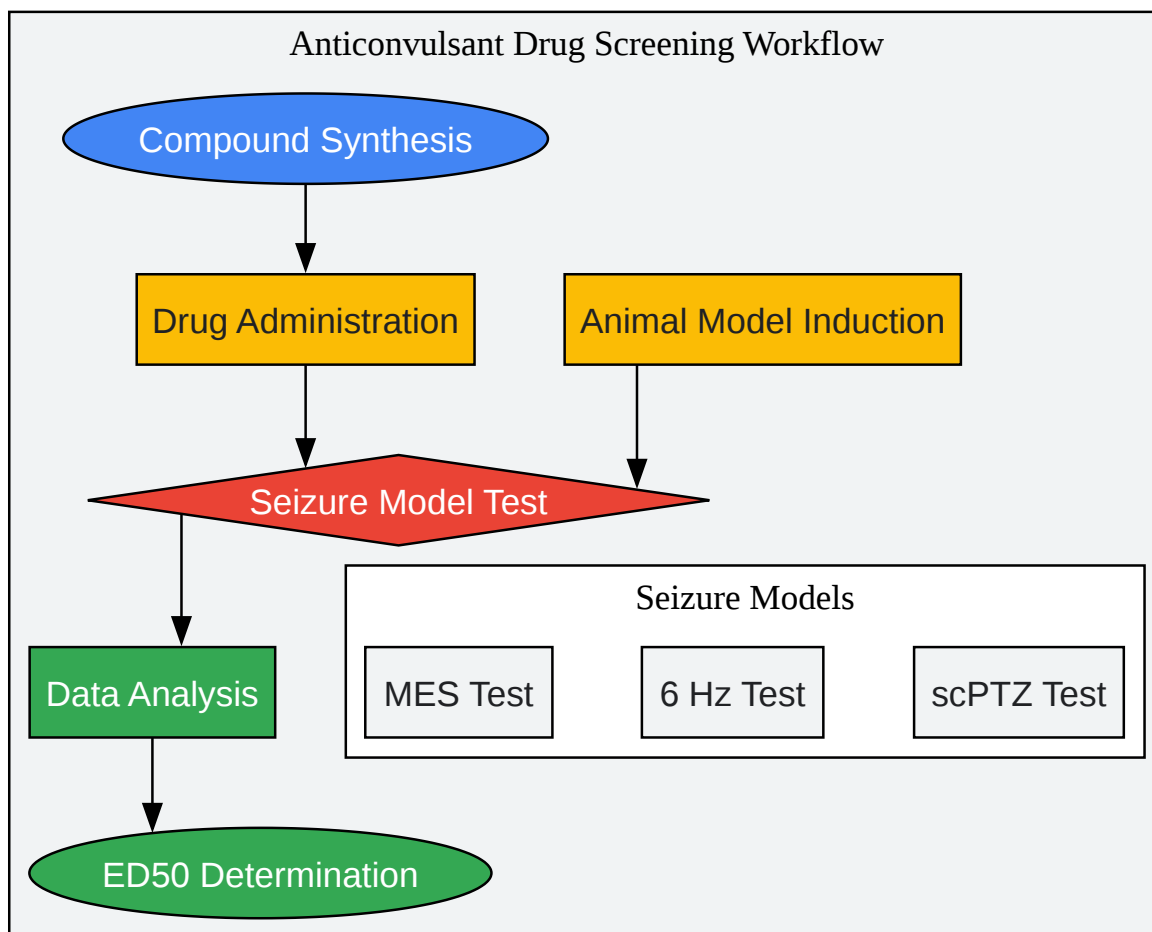 Anticonvulsant Drug Screening Workflow
Compound Synthesis
Drug Administration
Animal Model Induction
Seizure Model Test
Seizure Models
Data Analysis
MES Test
6 Hz Test
scPTZ Test
ED50 Determination